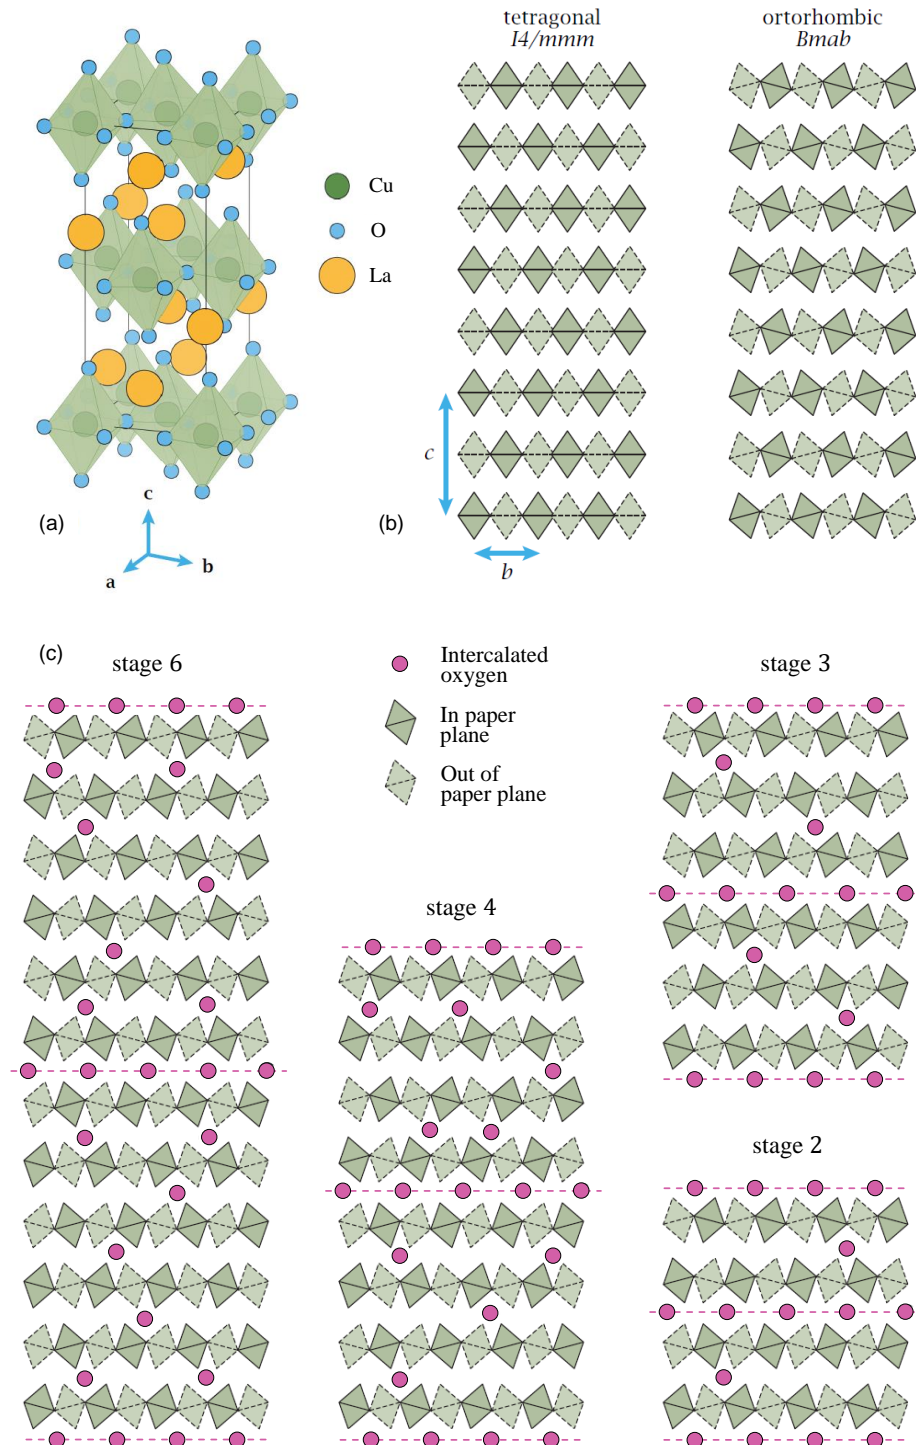 tetragonal
I4/mmm
ortorhombic
Bmab
Cu
O
La
c
a
b
(a)
c
b
(b)
(c)
stage 6
Intercalated
oxygen
In paper
plane
Out of
paper plane
stage 3
stage 4
stage 2